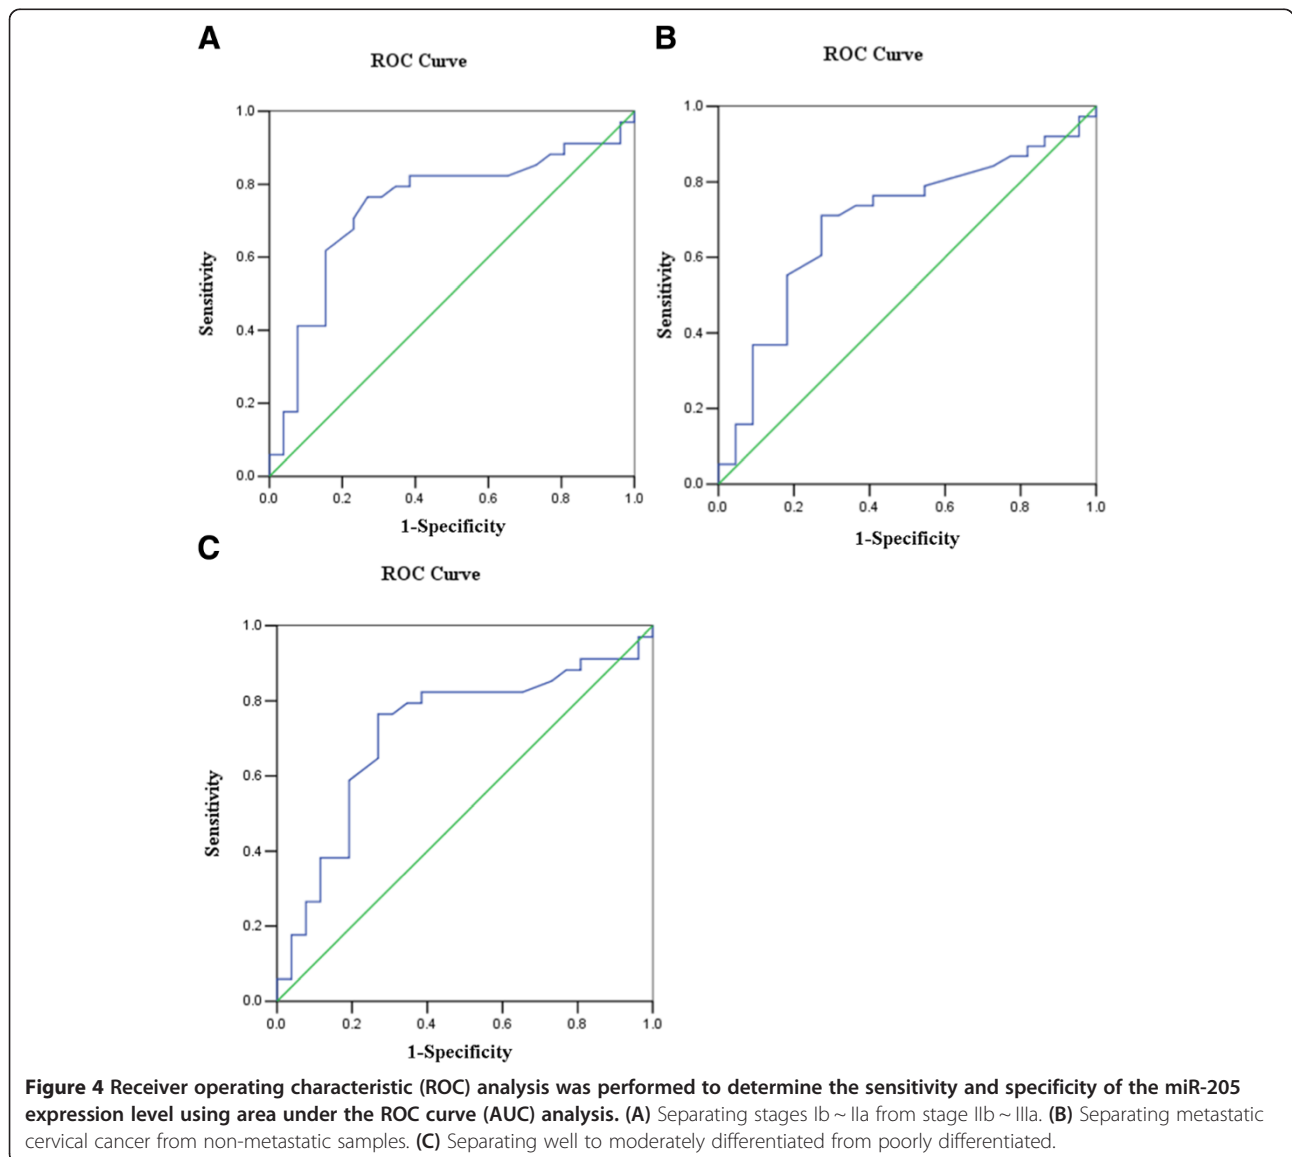 A
ROC Curve
1.0
0.8
0.6
0.4
0.2
0.0
Sensitivity
0.0 0.2 0.4 0.6 0.8 1.0
1-Specificity
B
ROC Curve
1.0
0.8
0.6
0.4
0.2
0.0
Sensitivity
0.0 0.2 0.4 0.6 0.8 1.0
1-Specificity
C
ROC Curve
1.0
0.8
0.6
0.4
0.2
0.0
Sensitivity
0.0 0.2 0.4 0.6 0.8 1.0
1-Specificity
Figure 4 Receiver operating characteristic (ROC) analysis was performed to determine the sensitivity and specificity of the miR-205
expression level using area under the ROC curve (AUC) analysis. (A) Separating stages Ib ~ IIa from stage IIb ~ IIIa. (B) Separating metastatic
cervical cancer from non-metastatic samples. (C) Separating well to moderately differentiated from poorly differentiated.